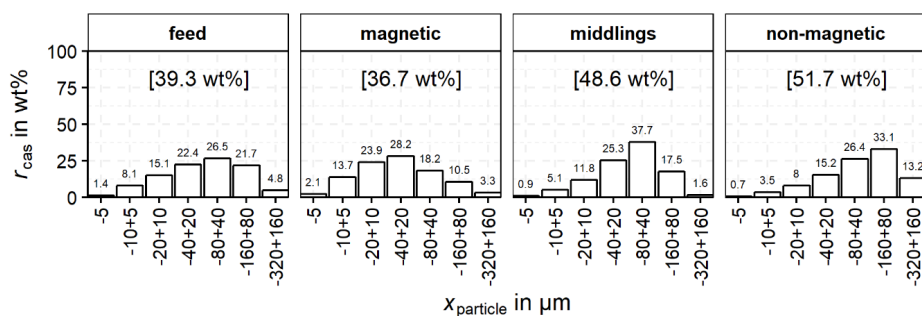 feed magnetic middlings non-magnetic
100
[39.3 wt%] [36.7 wt%] [48.6 wt%] [51.7 wt%]
75
50
25
0
r_cas in wt%
1.4 8.1 15.1 22.4 26.5 21.7 4.8
2.1 13.7 23.9 28.2 18.2 10.5 3.3
0.9 5.1 11.8 25.3 37.7 17.5 1.6
0.7 3.5 8 15.2 26.4 33.1 13.2
-5 -10+5 -20+10 -40+20 -80+40 -160+80 -320+160
-5 -10+5 -20+10 -40+20 -80+40 -160+80 -320+160
-5 -10+5 -20+10 -40+20 -80+40 -160+80 -320+160
-5 -10+5 -20+10 -40+20 -80+40 -160+80 -320+160
x_particle in µm